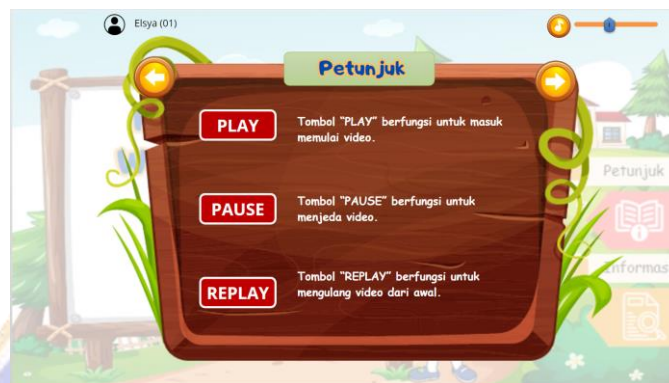 Elsya (01)
Petunjuk
PLAY
Tombol "PLAY" berfungsi untuk masuk
memulai video.
PAUSE
Tombol "PAUSE" berfungsi untuk
menjeda video.
REPLAY
Tombol "REPLAY" berfungsi untuk
mengulang video dari awal.
Petunjuk
Informas